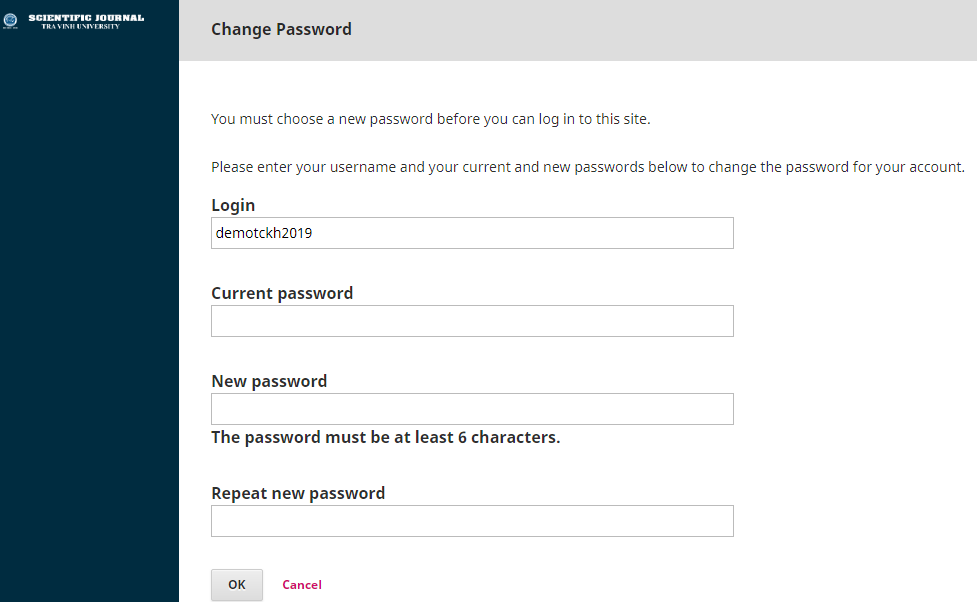 SCIENTIFIC JOURNAL
TRA VINH UNIVERSITY
Change Password
You must choose a new password before you can log in to this site.
Please enter your username and your current and new passwords below to change the password for your account.
Login
demotckh2019
Current password
New password
The password must be at least 6 characters.
Repeat new password
OK Cancel